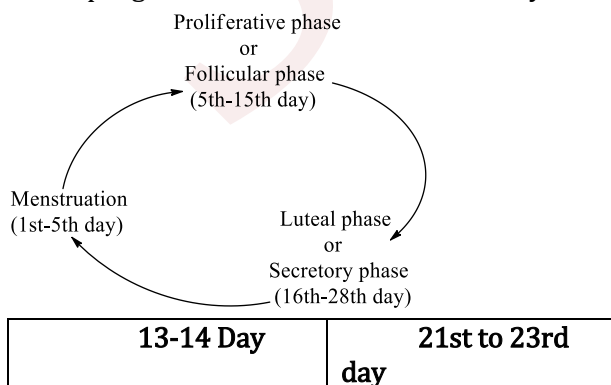 Proliferative phase
or
Follicular phase
(5th-15th day)
Menstruation
(1st-5th day)
Luteal phase
or
Secretory phase
(16th-28th day)
13-14 Day
21st to 23rd
day